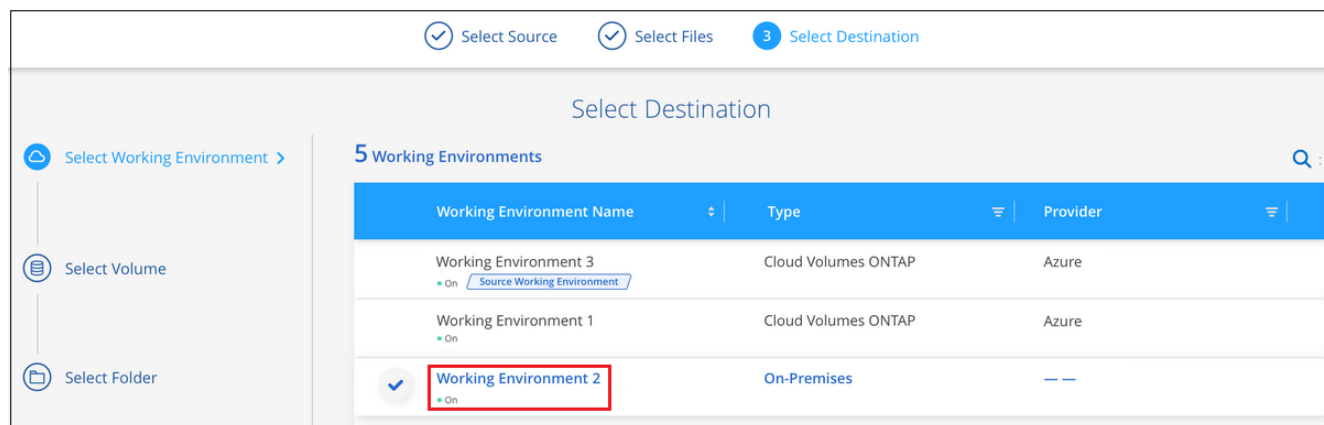 Select Source
Select Files
3 Select Destination
Select Destination
Select Working Environment
Select Volume
Select Folder
5 Working Environments
Working Environment Name Type Provider
Working Environment 3 Cloud Volumes ONTAP Azure
On Source Working Environment
Working Environment 1 Cloud Volumes ONTAP Azure
On
Working Environment 2 On-Premises — —
On